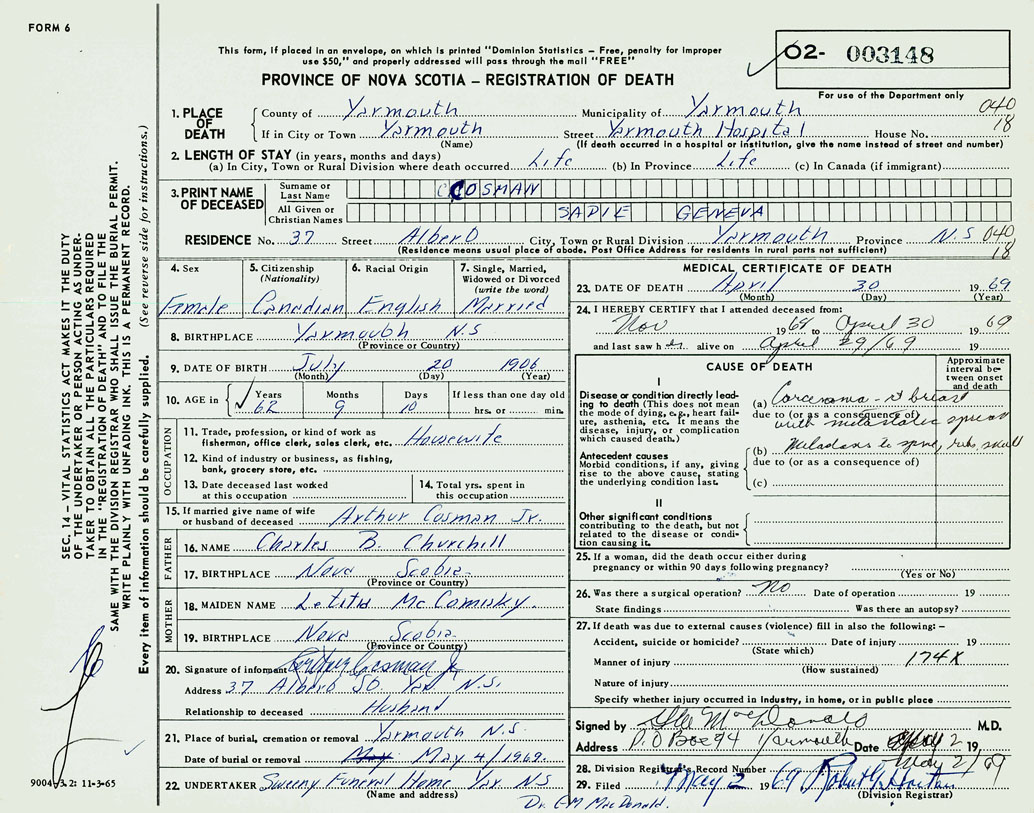 FORM 6
This form, if placed in an envelope, on which is printed "Dominion Statistics – Free, penalty for improper
use $50," and properly addressed will pass through the mail "FREE"
PROVINCE OF NOVA SCOTIA – REGISTRATION OF DEATH
O2- 003148
For use of the Department only
1. PLACE OF DEATH County of Yarmouth Municipality of Yarmouth 040
If in City or Town Yarmouth Street Yarmouth Hospital House No. 18
(Name) (If death occurred in a hospital or institution, give the name instead of street and number)
2. LENGTH OF STAY (in years, months and days)
(a) In City, Town or Rural Division where death occurred Life (b) In Province Life (c) In Canada (if immigrant)
3. PRINT NAME OF DECEASED Surname or Last Name COSMAN
All Given or Christian Names SADIE GENEVA
RESIDENCE No. 37 Street Albert City, Town or Rural Division Yarmouth Province N.S 040
(Residence means usual place of abode. Post Office Address for residents in rural parts not sufficient) 18
4. Sex 5. Citizenship (Nationality) 6. Racial Origin 7. Single, Married, Widowed or Divorced (write the word)
Female Canadian English Married
8. BIRTHPLACE Yarmouth N.S
(Province or Country)
9. DATE OF BIRTH July 20 1906
(Month) (Day) (Year)
10. AGE in Years Months Days If less than one day old
62 9 10 hrs. or min.
OCCUPATION
11. Trade, profession, or kind of work as
fisherman, office clerk, sales clerk, etc. Housewife
12. Kind of industry or business, as fishing,
bank, grocery store, etc.
13. Date deceased last worked at this occupation
14. Total yrs. spent in this occupation
15. If married give name of wife
or husband of deceased Arthur Cosman Jr.
FATHER
16. NAME Charles B. Churchill
17. BIRTHPLACE Nova Scotia
(Province or Country)
MOTHER
18. MAIDEN NAME Letitia McComisky
19. BIRTHPLACE Nova Scotia
(Province or Country)
20. Signature of informant Arthur Cosman Jr
Address 37 Albert St. Yar N.S.
Relationship to deceased Husband
21. Place of burial, cremation or removal Yarmouth N.S.
Date of burial or removal May 4/1969.
22. UNDERTAKER Sweeny Funeral Home Yar N.S
(Name and address)
MEDICAL CERTIFICATE OF DEATH
23. DATE OF DEATH April 30 1969
(Month) (Day) (Year)
24. I HEREBY CERTIFY that I attended deceased from:
Nov 1968 to April 30 1969
and last saw her alive on April 29/69 19
CAUSE OF DEATH
Approximate interval between onset and death
I
Disease or condition directly leading to death (This does not mean
the mode of dying, e.g., heart failure, asthenia, etc. It means the
disease, injury, or complication which caused death.)
(a) Carcinoma - breast
due to (or as a consequence of)
with metastatic spread
Antecedent causes
Morbid conditions, if any, giving
rise to the above cause, stating
the underlying condition last.
(b) to spine, ribs, skull
due to (or as a consequence of)
(c)
II
Other significant conditions
contributing to the death, but not
related to the disease or condition causing it.
25. If a woman, did the death occur either during
pregnancy or within 90 days following pregnancy?
(Yes or No)
26. Was there a surgical operation? No Date of operation 19
State findings Was there an autopsy?
27. If death was due to external causes (violence) fill in also the following: –
Accident, suicide or homicide? Date of injury 19
(State which)
Manner of injury 174X
(How sustained)
Nature of injury
Specify whether injury occurred in Industry, in home, or in public place
Signed by MacDonald M.D.
Address P.O Box 94 Yarmouth Date May 2 19
May 2/69
28. Division Registrar's Record Number
29. Filed May 2 1969
(Division Registrar)
Dr. G M MacDonald.
SEC. 14 – VITAL STATISTICS ACT MAKES IT THE DUTY
OF THE UNDERTAKER OR PERSON ACTING AS UNDER-
TAKER TO OBTAIN ALL THE PARTICULARS REQUIRED
IN THE "REGISTRATION OF DEATH" AND TO FILE THE
SAME WITH THE DIVISION REGISTRAR WHO SHALL ISSUE THE BURIAL PERMIT.
WRITE PLAINLY WITH UNFADING INK. THIS IS A PERMANENT RECORD.
Every item of information should be carefully supplied. (See reverse side for instructions.)
9004-3.2: 11-3-65